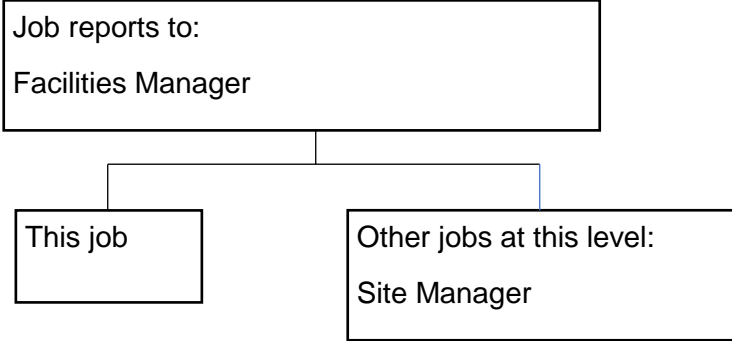 Job reports to:
Facilities Manager
This job
Other jobs at this level:
Site Manager